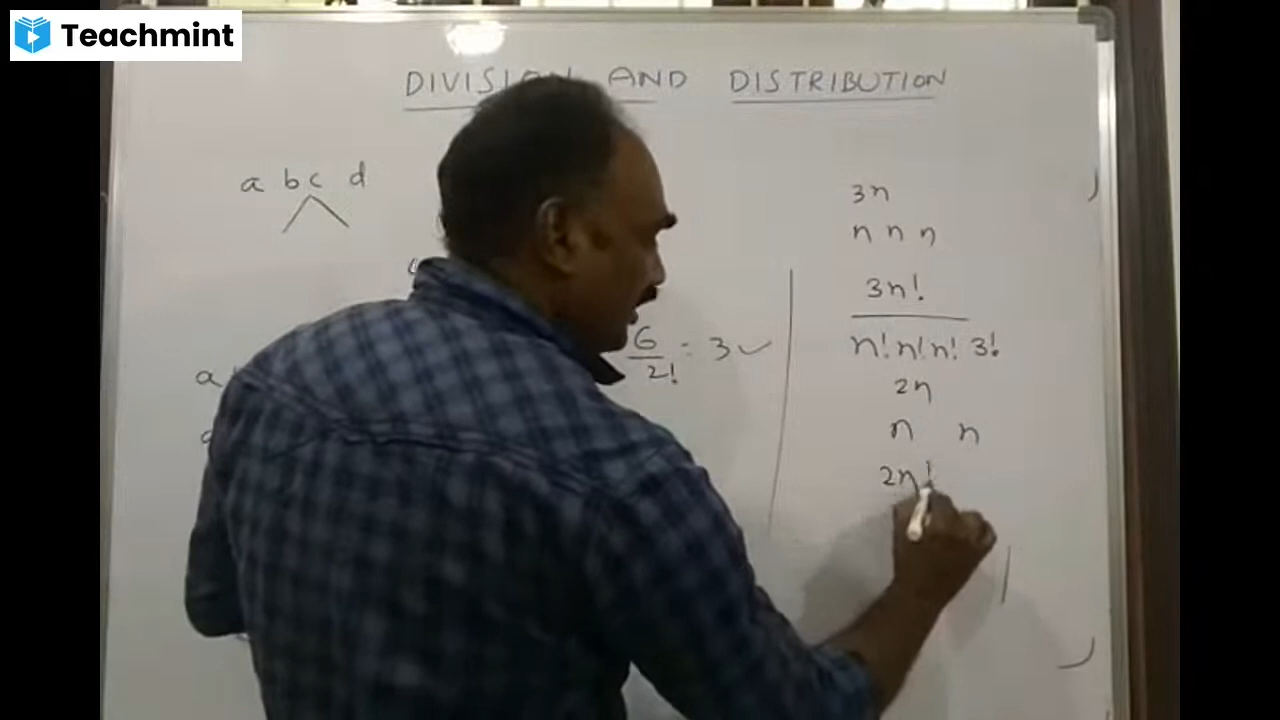 Teachmint
DIVISION AND DISTRIBUTION
a b c d
6
2! = 3 ✓
a
3n
n n n
3n!
n! n! n! 3!
2n
n n
2n!